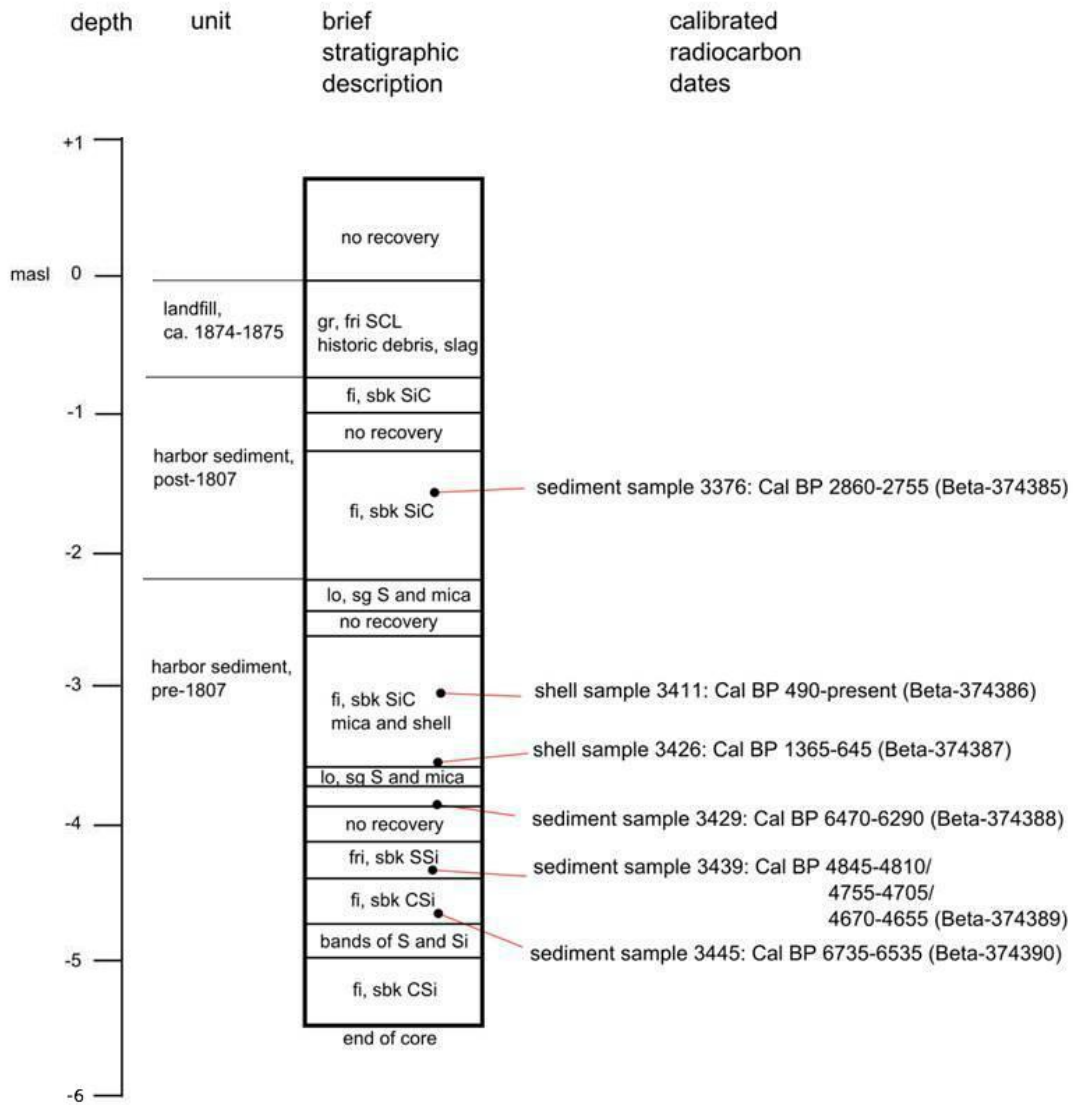 depth
unit
brief
stratigraphic
description
calibrated
radiocarbon
dates
+1
no recovery
masl 0
landfill,
ca. 1874-1875
gr, fri SCL
historic debris, slag
fi, sbk SiC
-1
no recovery
harbor sediment,
post-1807
sediment sample 3376: Cal BP 2860-2755 (Beta-374385)
fi, sbk SiC
-2
lo, sg S and mica
no recovery
harbor sediment,
pre-1807
-3
shell sample 3411: Cal BP 490-present (Beta-374386)
fi, sbk SiC
mica and shell
shell sample 3426: Cal BP 1365-645 (Beta-374387)
lo, sg S and mica
sediment sample 3429: Cal BP 6470-6290 (Beta-374388)
-4
no recovery
fri, sbk SSi
sediment sample 3439: Cal BP 4845-4810/
4755-4705/
4670-4655 (Beta-374389)
fi, sbk CSi
bands of S and Si
sediment sample 3445: Cal BP 6735-6535 (Beta-374390)
-5
fi, sbk CSi
end of core
-6